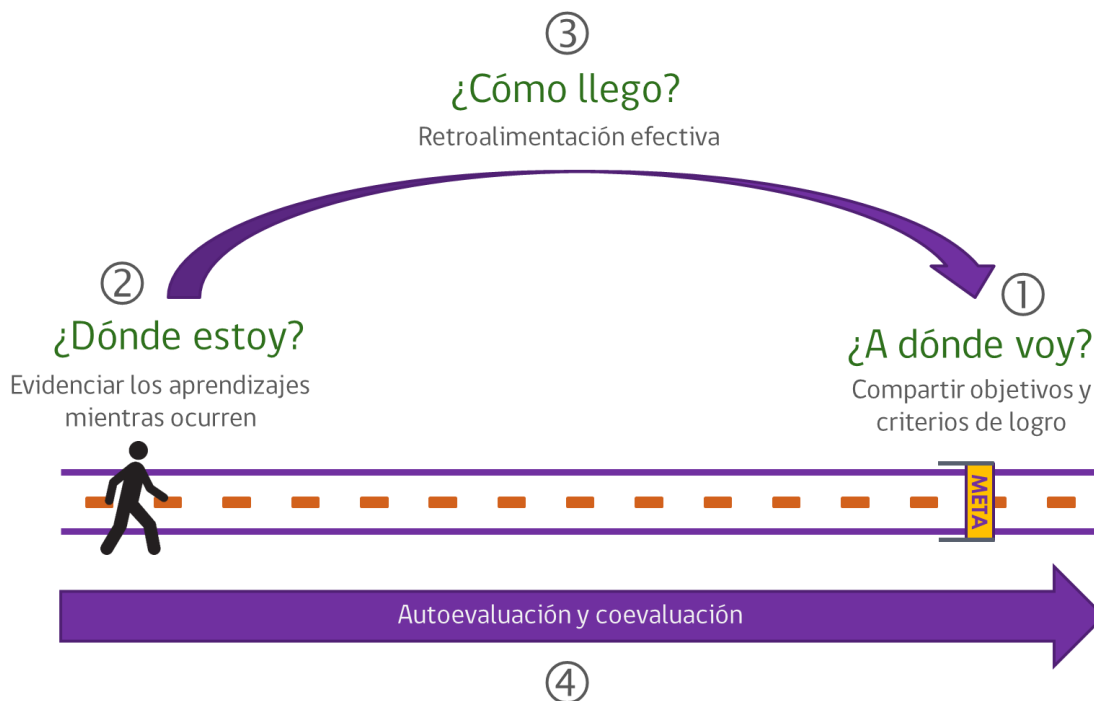 ③
¿Cómo llego?
Retroalimentación efectiva
②
¿Dónde estoy?
Evidenciar los aprendizajes
mientras ocurren
①
¿A dónde voy?
Compartir objetivos y
criterios de logro
META
Autoevaluación y coevaluación
④